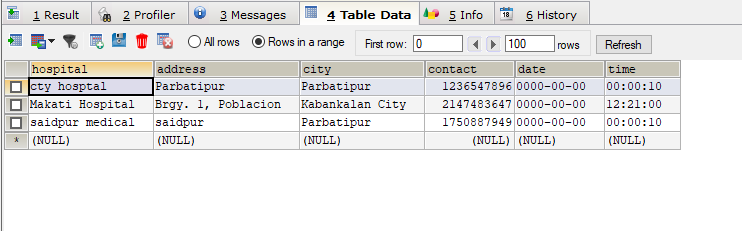 1 Result 2 Profiler 3 Messages 4 Table Data 5 Info 6 History
All rows Rows in a range First row: 0 100 rows Refresh
hospital address city contact date time
cty hosptal Parbatipur Parbatipur 1236547896 0000-00-00 00:00:10
Makati Hospital Brgy. 1, Poblacion Kabankalan City 2147483647 0000-00-00 12:21:00
saidpur medical saidpur Parbatipur 1750887949 0000-00-00 00:00:10
* (NULL) (NULL) (NULL) (NULL) (NULL) (NULL)